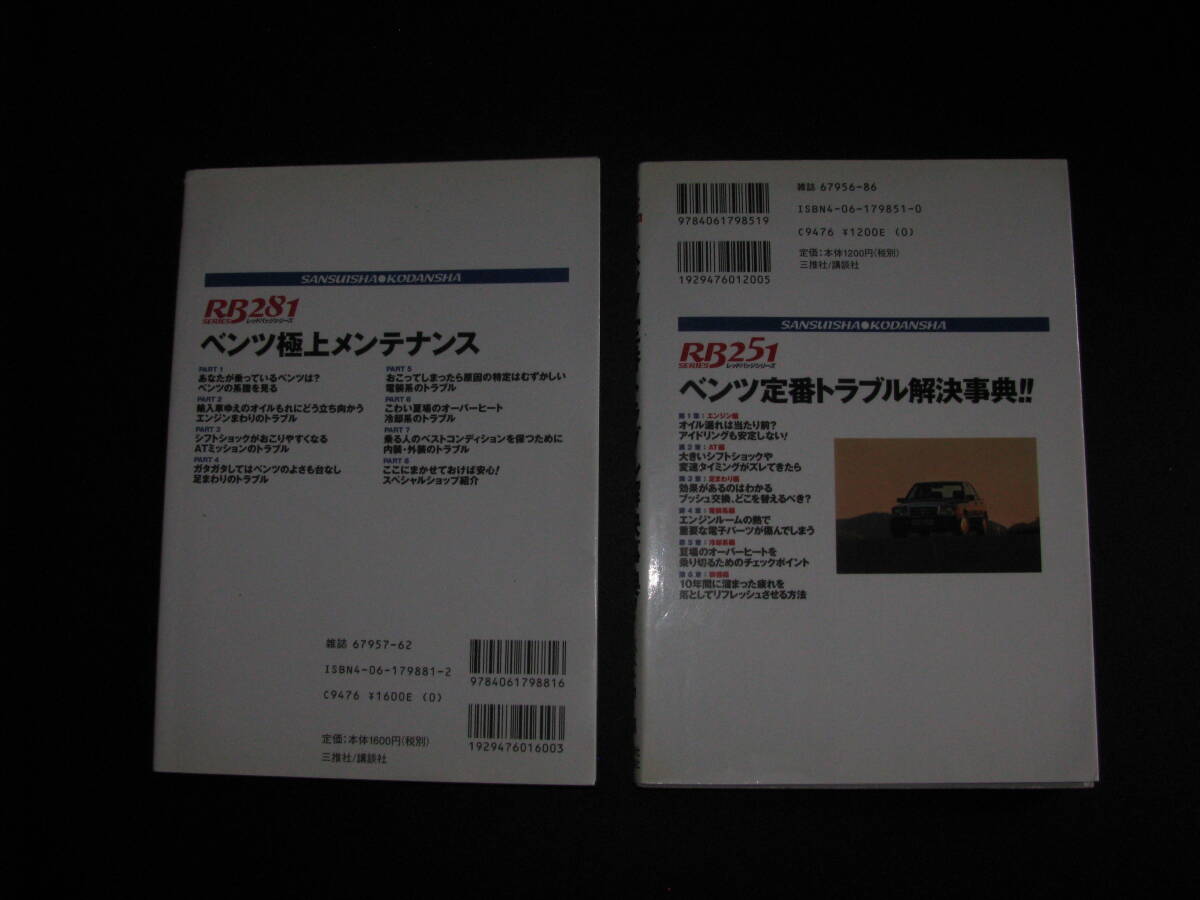 SANSUISHA●KODANSHA
RB281
SERIES レッドバッジシリーズ
ベンツ極上メンテナンス
PART 1
あなたが乗っているベンツは?
ベンツの系譜を見る
PART 2
輸入車ゆえのオイルもれにどう立ち向かう
エンジンまわりのトラブル
PART 3
シフトショックがおこりやすくなる
ATミッションのトラブル
PART 4
ガタガタしてはベンツのよさも台なし
足まわりのトラブル
PART 5
おこってしまったら原因の特定はむずかしい
電装系のトラブル
PART 6
こわい夏場のオーバーヒート
冷却系のトラブル
PART 7
乗る人のベストコンディションを保つために
内装・外装のトラブル
PART 8
ここにまかせておけば安心!
スペシャルショップ紹介
雑誌 67957-62
ISBN4-06-179881-2
C9476 ¥1600E (0)
定価:本体1600円(税別)
三推社/講談社
9784061798816
1929476016003
9784061798519
1929476012005
雑誌 67956-86
ISBN4-06-179851-0
C9476 ¥1200E (0)
定価:本体1200円(税別)
三推社/講談社
SANSUISHA●KODANSHA
RB251
SERIES レッドバッジシリーズ
ベンツ定番トラブル解決事典!!
第1章:エンジン編
オイル漏れは当たり前?
アイドリングも安定しない!
第2章:AT編
大きいシフトショックや
変速タイミングがズレてきたら
第3章:足まわり編
効果があるのはわかる
ブッシュ交換、どこを替えるべき?
第4章:電装系編
エンジンルームの熱で
重要な電子パーツが傷んでしまう
第5章:冷却系編
夏場のオーバーヒートを
乗り切るためのチェックポイント
第6章:
10年間に溜まった疲れを
落としてリフレッシュさせる方法